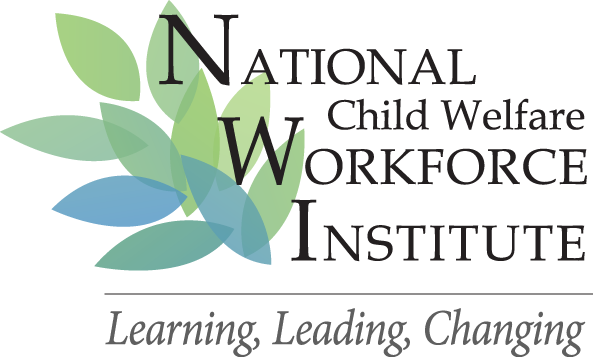 NATIONAL
Child Welfare
WORKFORCE
INSTITUTE
Learning, Leading, Changing